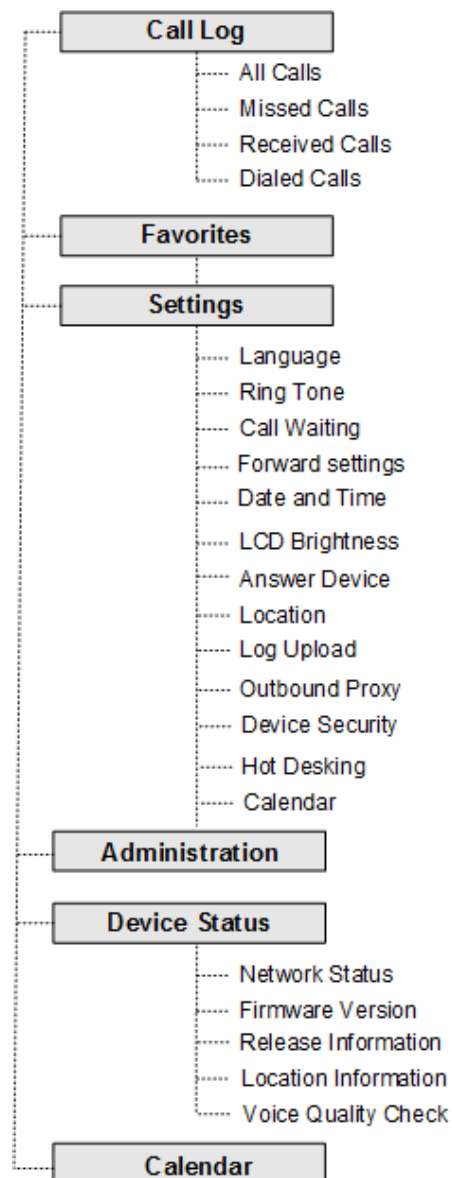 Call Log
All Calls
Missed Calls
Received Calls
Dialed Calls
Favorites
Settings
Language
Ring Tone
Call Waiting
Forward settings
Date and Time
LCD Brightness
Answer Device
Location
Log Upload
Outbound Proxy
Device Security
Hot Desking
Calendar
Administration
Device Status
Network Status
Firmware Version
Release Information
Location Information
Voice Quality Check
Calendar